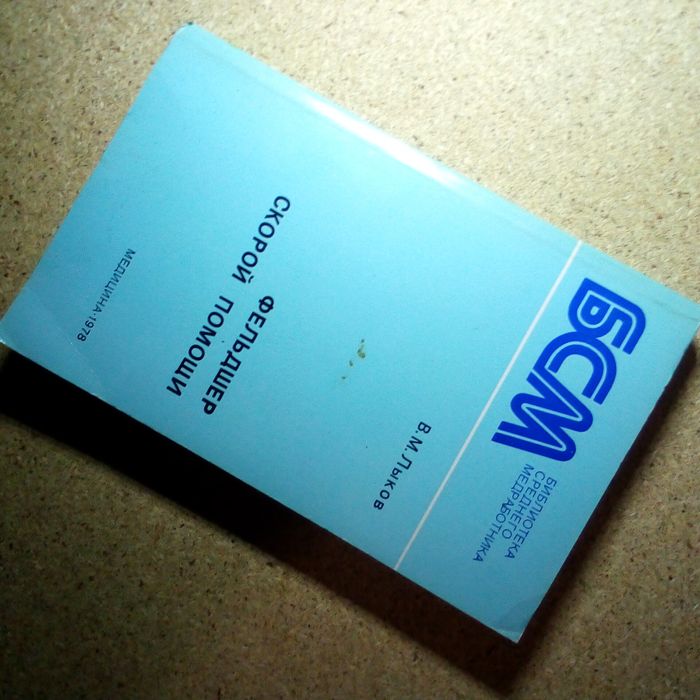 БСМ
БИБЛИОТЕКА
СРЕДНЕГО
МЕДРАБОТНИКА
В.М.ЛЫКОВ
ФЕЛЬДШЕР
СКОРОЙ ПОМОЩИ
МЕДИЦИНА·1978